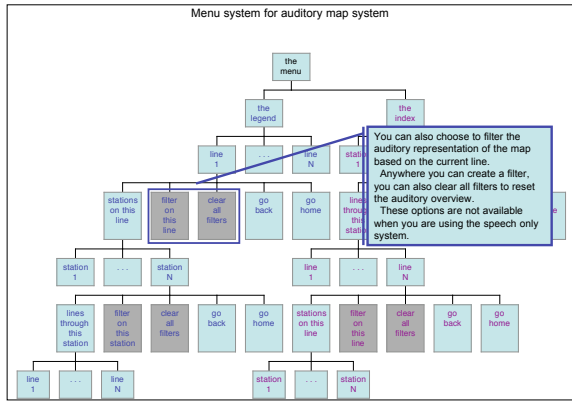 Menu system for auditory map system
the
menu
the
legend
the
index
line
1
. . .
line
N
station
1
You can also choose to filter the
auditory representation of the map
based on the current line.
Anywhere you can create a filter,
you can also clear all filters to reset
the auditory overview.
These options are not available
when you are using the speech only
system.
stations
on this
line
filter
on
this
line
clear
all
filters
go
back
go
home
lines
through
this
station
station
1
. . .
station
N
line
1
. . .
line
N
lines
through
this
station
filter
on
this
station
clear
all
filters
go
back
go
home
stations
on this
line
filter
on
this
line
clear
all
filters
go
back
go
home
line
1
. . .
line
N
station
1
. . .
station
N